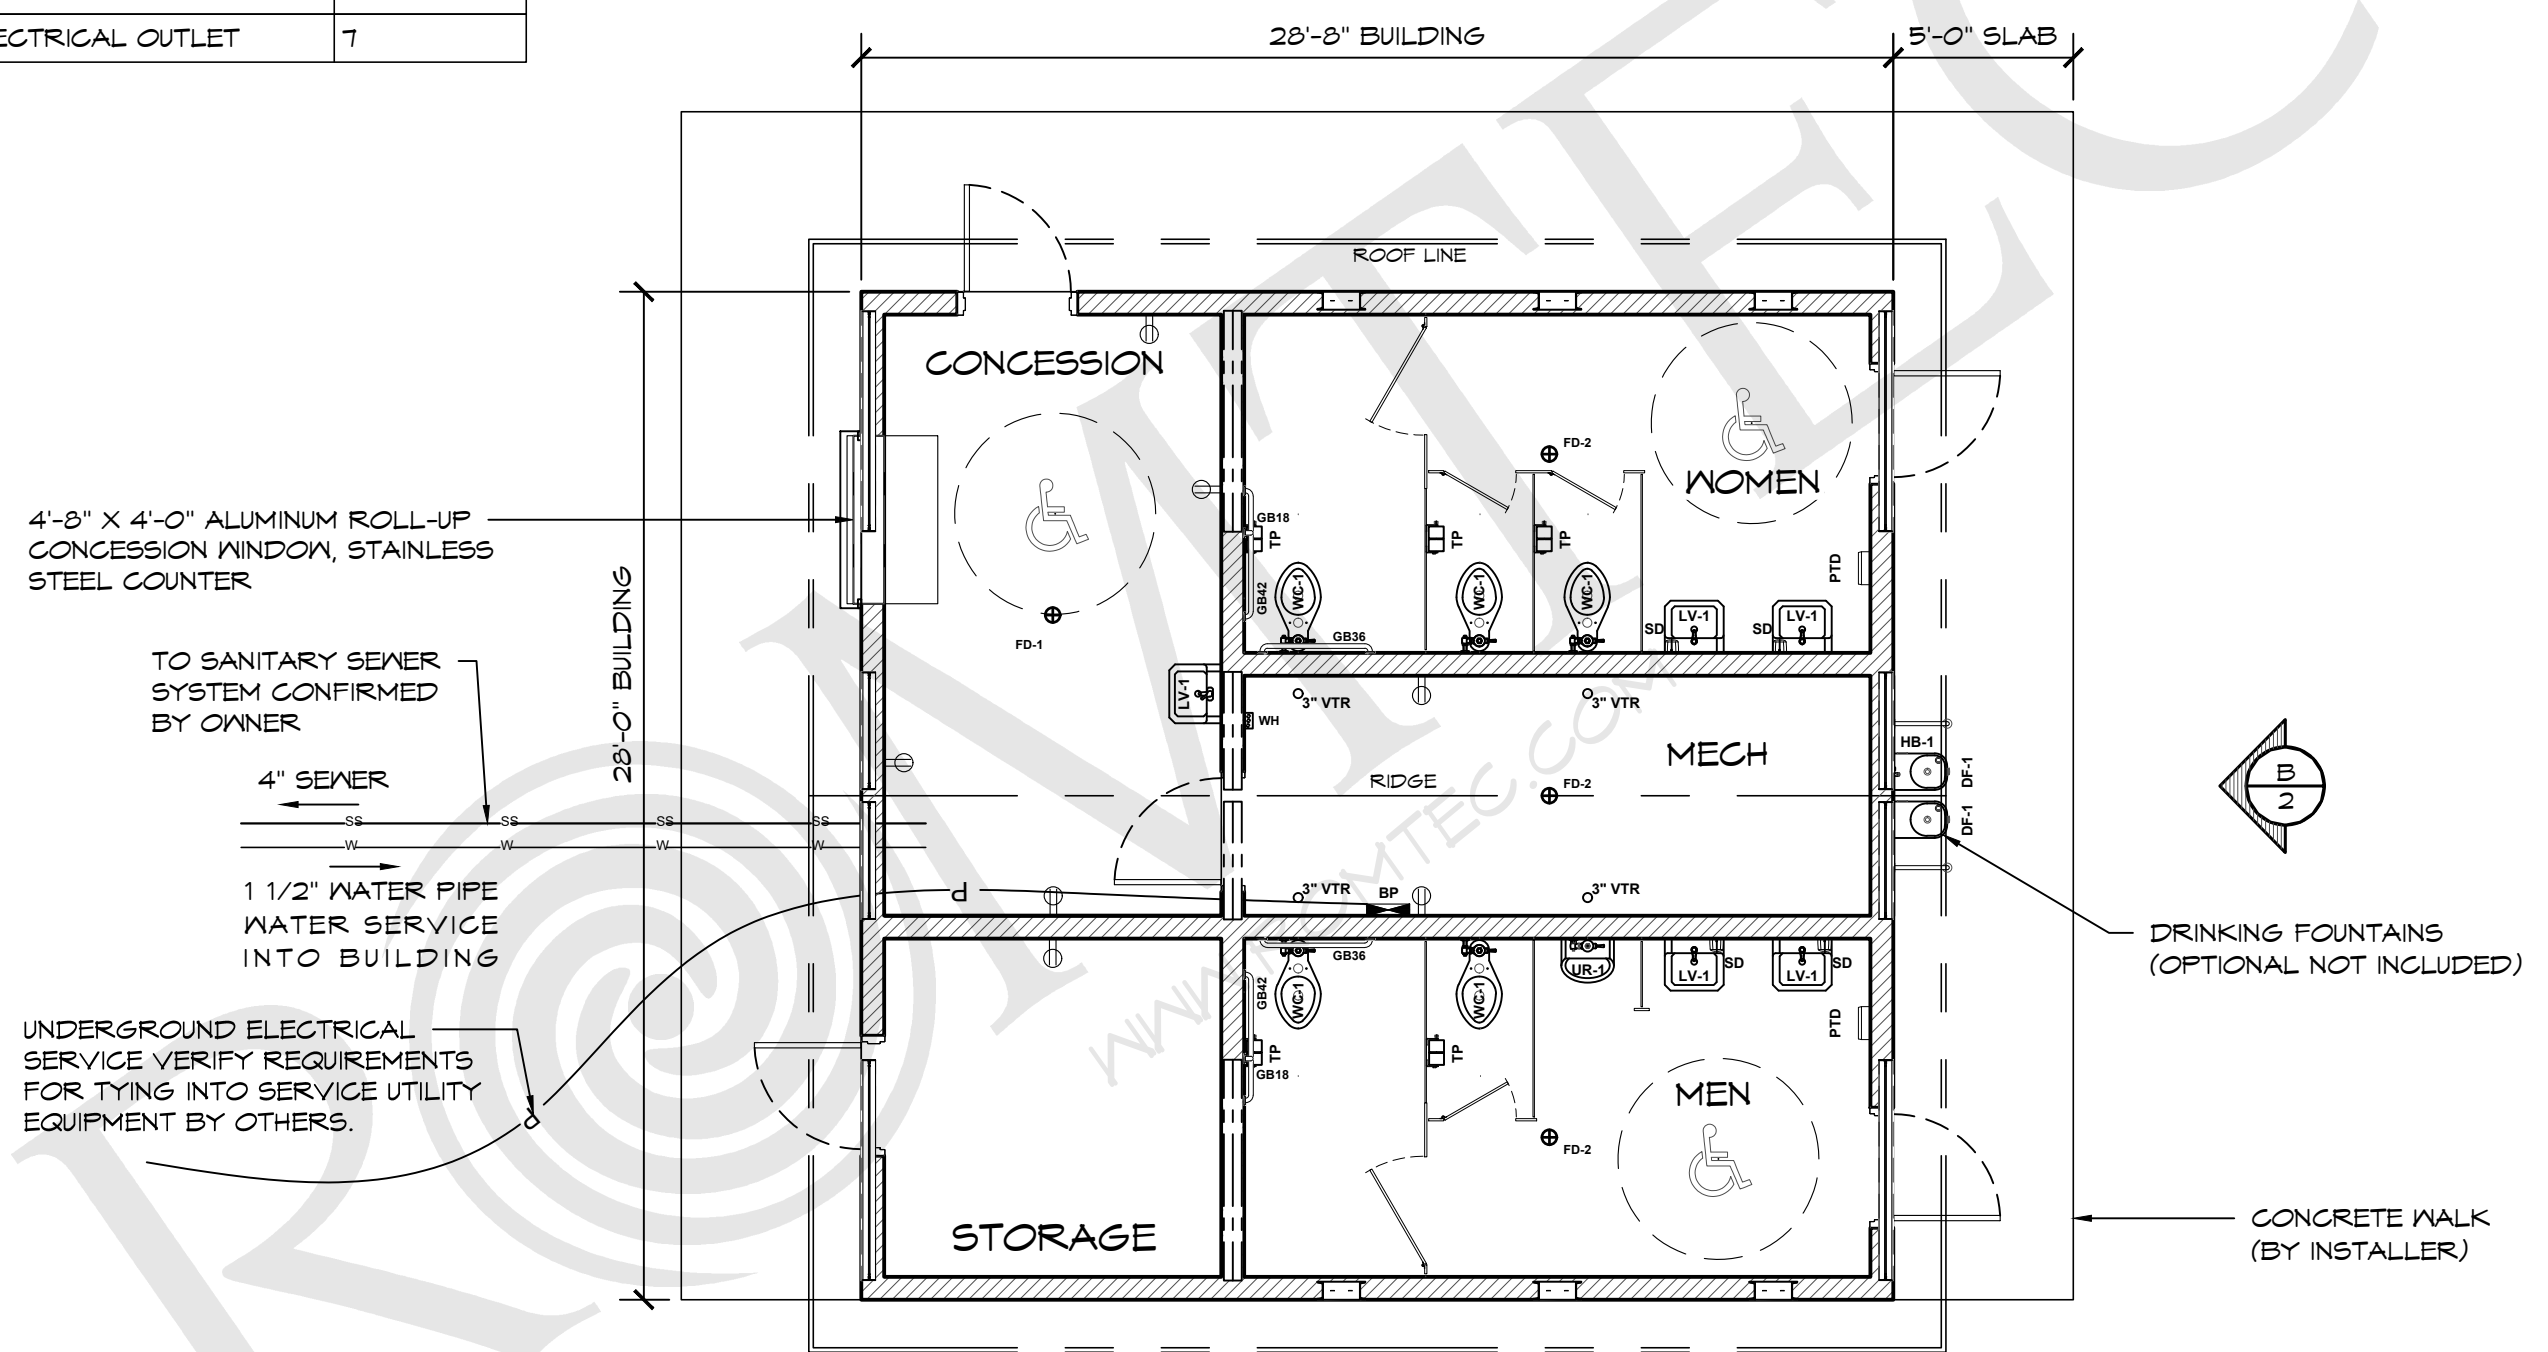 ECTRICAL OUTLET 7
28'-8" BUILDING
5'-0" SLAB
ROOF LINE
CONCESSION
WOMEN
FD-2
4'-8" X 4'-0" ALUMINUM ROLL-UP
CONCESSION WINDOW, STAINLESS
STEEL COUNTER
28'-0" BUILDING
GB18
TP
TP
TP
GB42
WC-1
WC-1
WC-1
PTD
GB36
SD
LV-1
SD
LV-1
FD-1
TO SANITARY SEWER
SYSTEM CONFIRMED
BY OWNER
LV-1
WH
3" VTR
3" VTR
MECH
HB-1
DF-1
DF-1
RIDGE
FD-2
B
2
4" SEWER
SS SS SS SS
W W W W
1 1/2" WATER PIPE
WATER SERVICE
INTO BUILDING
P
3" VTR
BP
3" VTR
DRINKING FOUNTAINS
(OPTIONAL NOT INCLUDED)
GB36
GB42
WC-1
WC-1
UR-1
LV-1
SD
LV-1
SD
PTD
TP
TP
GB18
UNDERGROUND ELECTRICAL
SERVICE VERIFY REQUIREMENTS
FOR TYING INTO SERVICE UTILITY
EQUIPMENT BY OTHERS.
P
MEN
FD-2
STORAGE
CONCRETE WALK
(BY INSTALLER)
ROMTEC
WWW.ROMTEC.COM